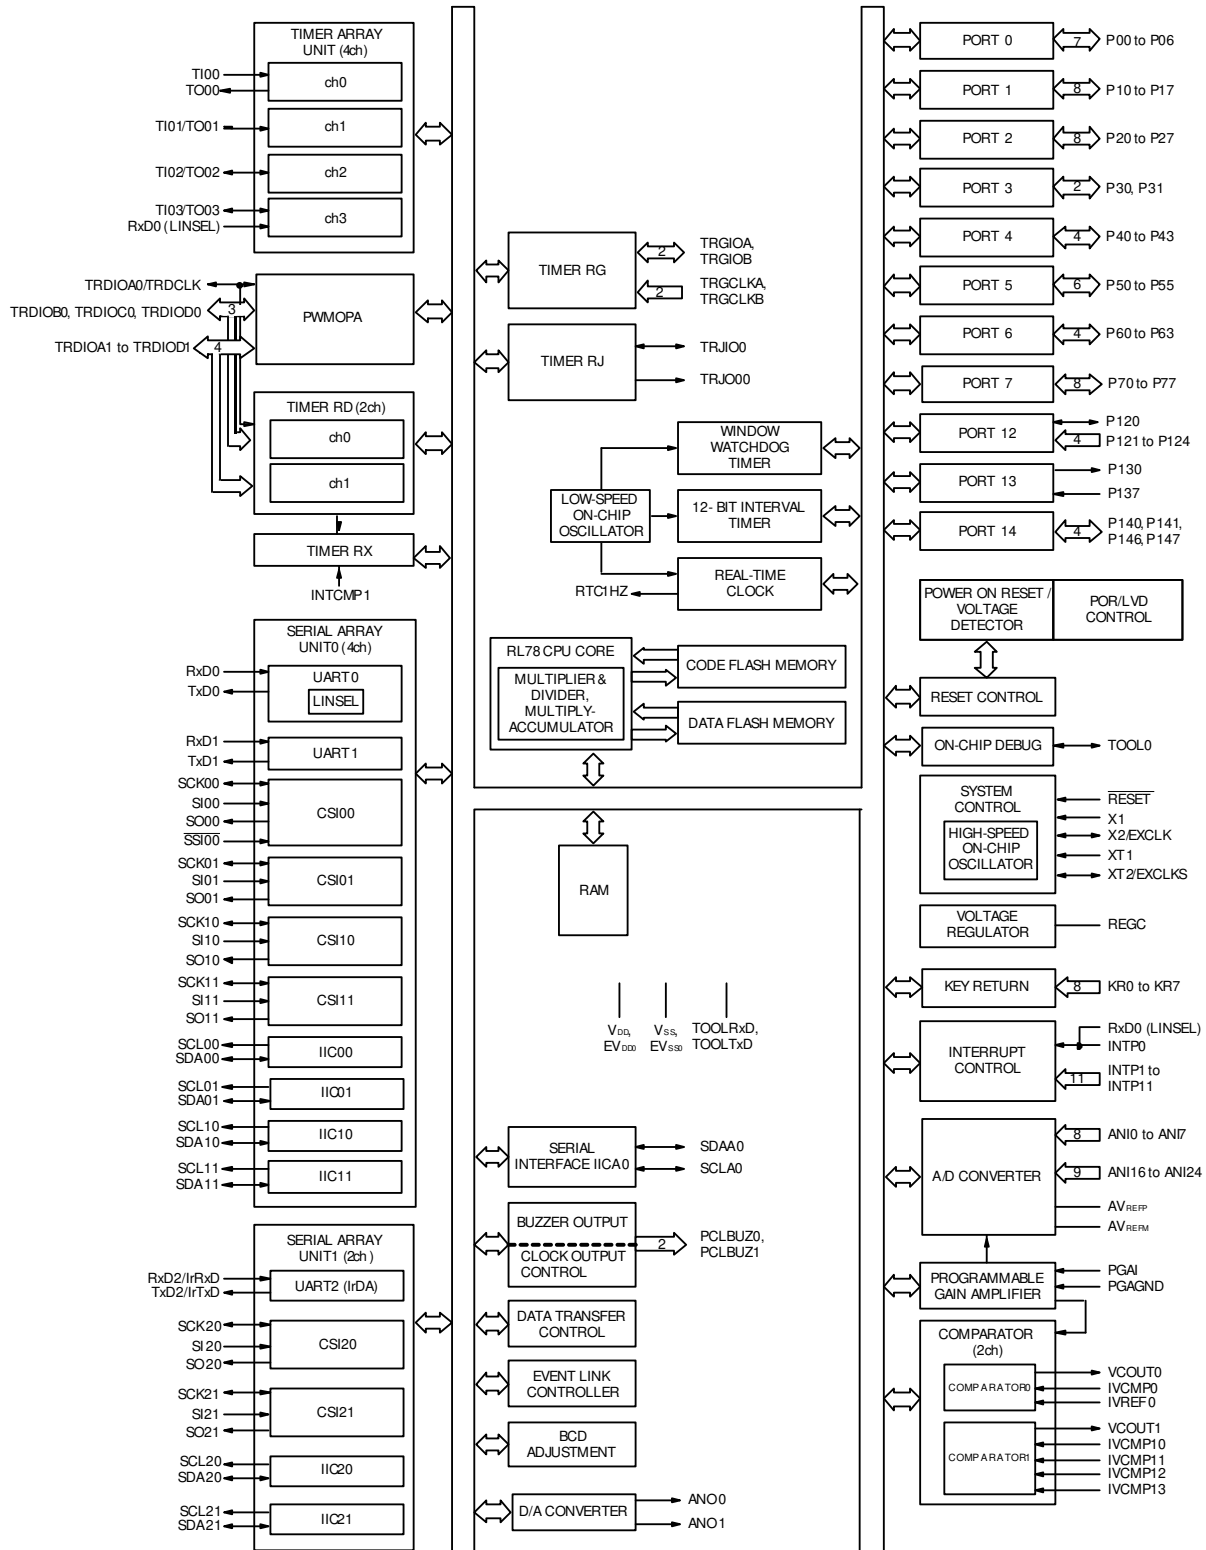 TIMER ARRAY
UNIT (4ch)
TI00
TO00
ch0
TI01/TO01
ch1
TI02/TO02
ch2
TI03/TO03
RxD0 (LINSEL)
ch3
TRDIOA0/TRDCLK
TRDIOB0, TRDIOC0, TRDIOD0
3
TRDIOA1 to TRDIOD1
4
PWMOPA
TIMER RD (2ch)
ch0
ch1
TIMER RX
INTCMP1
SERIAL ARRAY
UNIT0 (4ch)
RxD0
TxD0
UART0
LINSEL
RxD1
TxD1
UART1
SCK00
SI00
SO00
SSI00
CSI00
SCK01
SI01
SO01
CSI01
SCK10
SI10
SO10
CSI10
SCK11
SI11
SO11
CSI11
SCL00
SDA00
IIC00
SCL01
SDA01
IIC01
SCL10
SDA10
IIC10
SCL11
SDA11
IIC11
SERIAL ARRAY
UNIT1 (2ch)
RxD2/IrRxD
TxD2/IrTxD
UART2 (IrDA)
SCK20
SI20
SO20
CSI20
SCK21
SI21
SO21
CSI21
SCL20
SDA20
IIC20
SCL21
SDA21
IIC21
TIMER RG
2
TRGIOA,
TRGIOB
2
TRGCLKA,
TRGCLKB
TIMER RJ
TRJIO0
TRJO00
WINDOW
WATCHDOG
TIMER
LOW-SPEED
ON-CHIP
OSCILLATOR
12- BIT INTERVAL
TIMER
RTC1HZ
REAL-TIME
CLOCK
RL78 CPU CORE
MULTIPLIER &
DIVIDER,
MULTIPLY-
ACCUMULATOR
CODE FLASH MEMORY
DATA FLASH MEMORY
RAM
VDD,
EVDD0
VSS,
EVSS0
TOOLRxD,
TOOLTxD
SERIAL
INTERFACE IICA0
SDAA0
SCLA0
BUZZER OUTPUT
CLOCK OUTPUT
CONTROL
2
PCLBUZ0,
PCLBUZ1
DATA TRANSFER
CONTROL
EVENT LINK
CONTROLLER
BCD
ADJUSTMENT
D/A CONVERTER
ANO0
ANO1
PORT 0
7
P00 to P06
PORT 1
8
P10 to P17
PORT 2
8
P20 to P27
PORT 3
2
P30, P31
PORT 4
4
P40 to P43
PORT 5
6
P50 to P55
PORT 6
4
P60 to P63
PORT 7
8
P70 to P77
PORT 12
P120
4
P121 to P124
PORT 13
P130
P137
PORT 14
4
P140, P141,
P146, P147
POWER ON RESET /
VOLTAGE
DETECTOR
POR/LVD
CONTROL
RESET CONTROL
ON-CHIP DEBUG
TOOL0
SYSTEM
CONTROL
HIGH-SPEED
ON-CHIP
OSCILLATOR
RESET
X1
X2/EXCLK
XT1
XT2/EXCLKS
VOLTAGE
REGULATOR
REGC
KEY RETURN
8
KR0 to KR7
INTERRUPT
CONTROL
RxD0 (LINSEL)
INTP0
11
INTP1 to
INTP11
A/D CONVERTER
8
ANI0 to ANI7
9
ANI16 to ANI24
AVREFP
AVREFM
PROGRAMMABLE
GAIN AMPLIFIER
PGAI
PGAGND
COMPARATOR
(2ch)
COMPARATOR0
VCOUT0
IVCMP0
IVREF0
COMPARATOR1
VCOUT1
IVCMP10
IVCMP11
IVCMP12
IVCMP13